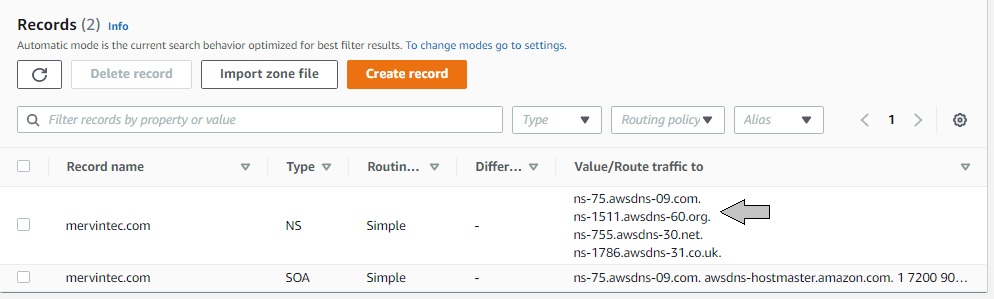 Records (2) Info
Automatic mode is the current search behavior optimized for best filter results. To change modes go to settings.
Delete record Import zone file Create record
Filter records by property or value Type Routing policy Alias 1
Record name Type Routin... Differ... Value/Route traffic to
mervintec.com NS Simple - ns-75.awsdns-09.com.
ns-1511.awsdns-60.org.
ns-755.awsdns-30.net.
ns-1786.awsdns-31.co.uk.
mervintec.com SOA Simple - ns-75.awsdns-09.com. awsdns-hostmaster.amazon.com. 1 7200 90...